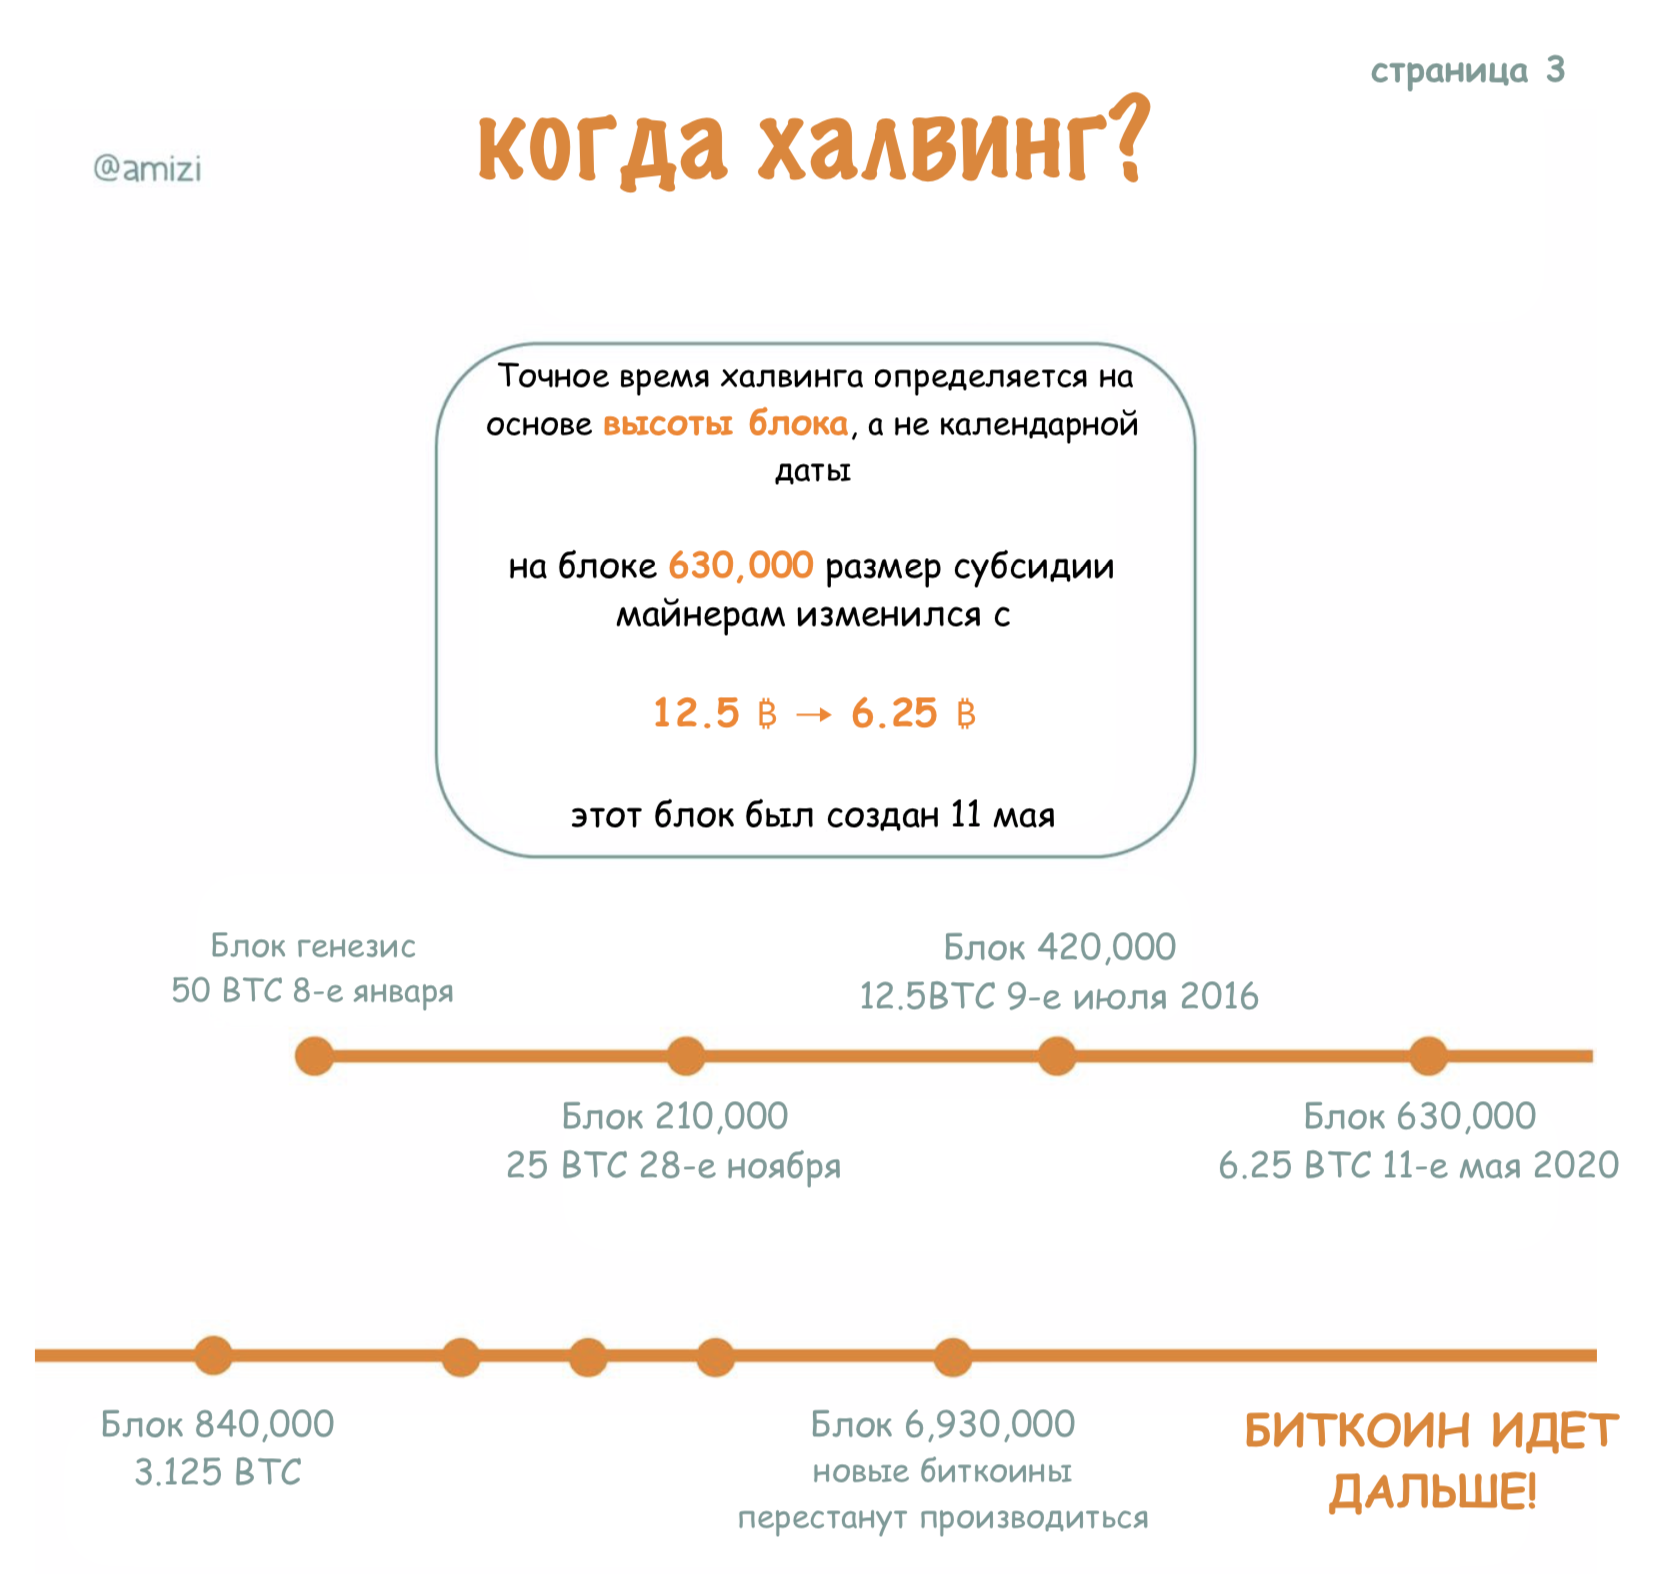 страница 3
когда халвинг?
@amizi
Точное время халвинга определяется на
основе высоты блока, а не календарной
даты
на блоке 630,000 размер субсидии
майнерам изменился с
12.5 ₿ → 6.25 ₿
этот блок был создан 11 мая
Блок генезис
50 BTC 8-е января
Блок 420,000
12.5BTC 9-е июля 2016
Блок 210,000
25 BTC 28-е ноября
Блок 630,000
6.25 BTC 11-е мая 2020
Блок 840,000
3.125 BTC
Блок 6,930,000
новые биткоины
перестанут производиться
БИТКОИН ИДЕТ
ДАЛЬШЕ!